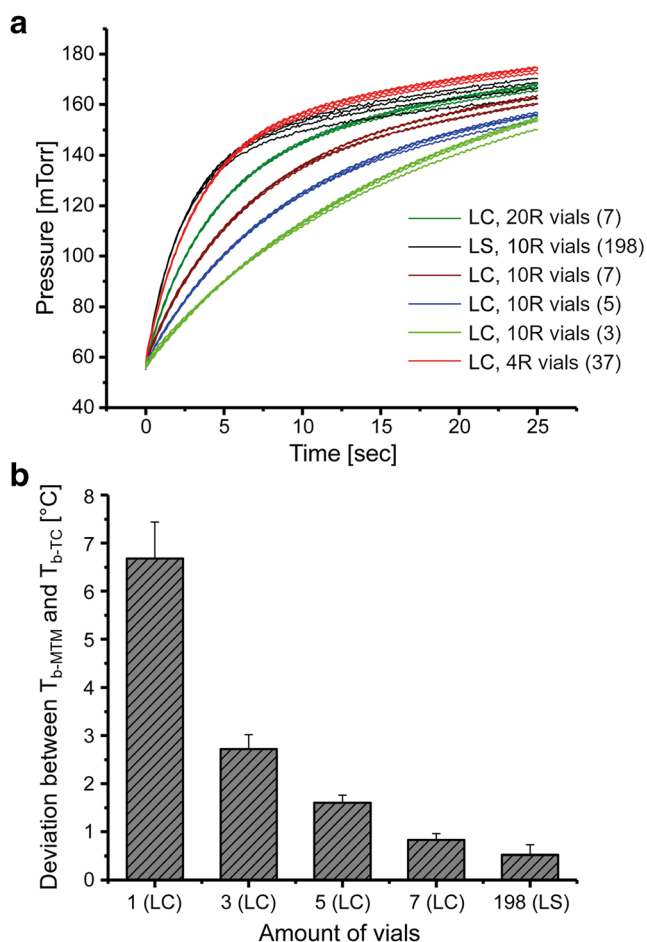 a
180
160
140
120
100
80
60
40
Pressure [mTorr]
LC, 20R vials (7)
LS, 10R vials (198)
LC, 10R vials (7)
LC, 10R vials (5)
LC, 10R vials (3)
LC, 4R vials (37)
0 5 10 15 20 25
Time [sec]
b
8
7
6
5
4
3
2
1
0
Deviation between Tb-MTM and Tb-TC [°C]
1 (LC) 3 (LC) 5 (LC) 7 (LC) 198 (LS)
Amount of vials